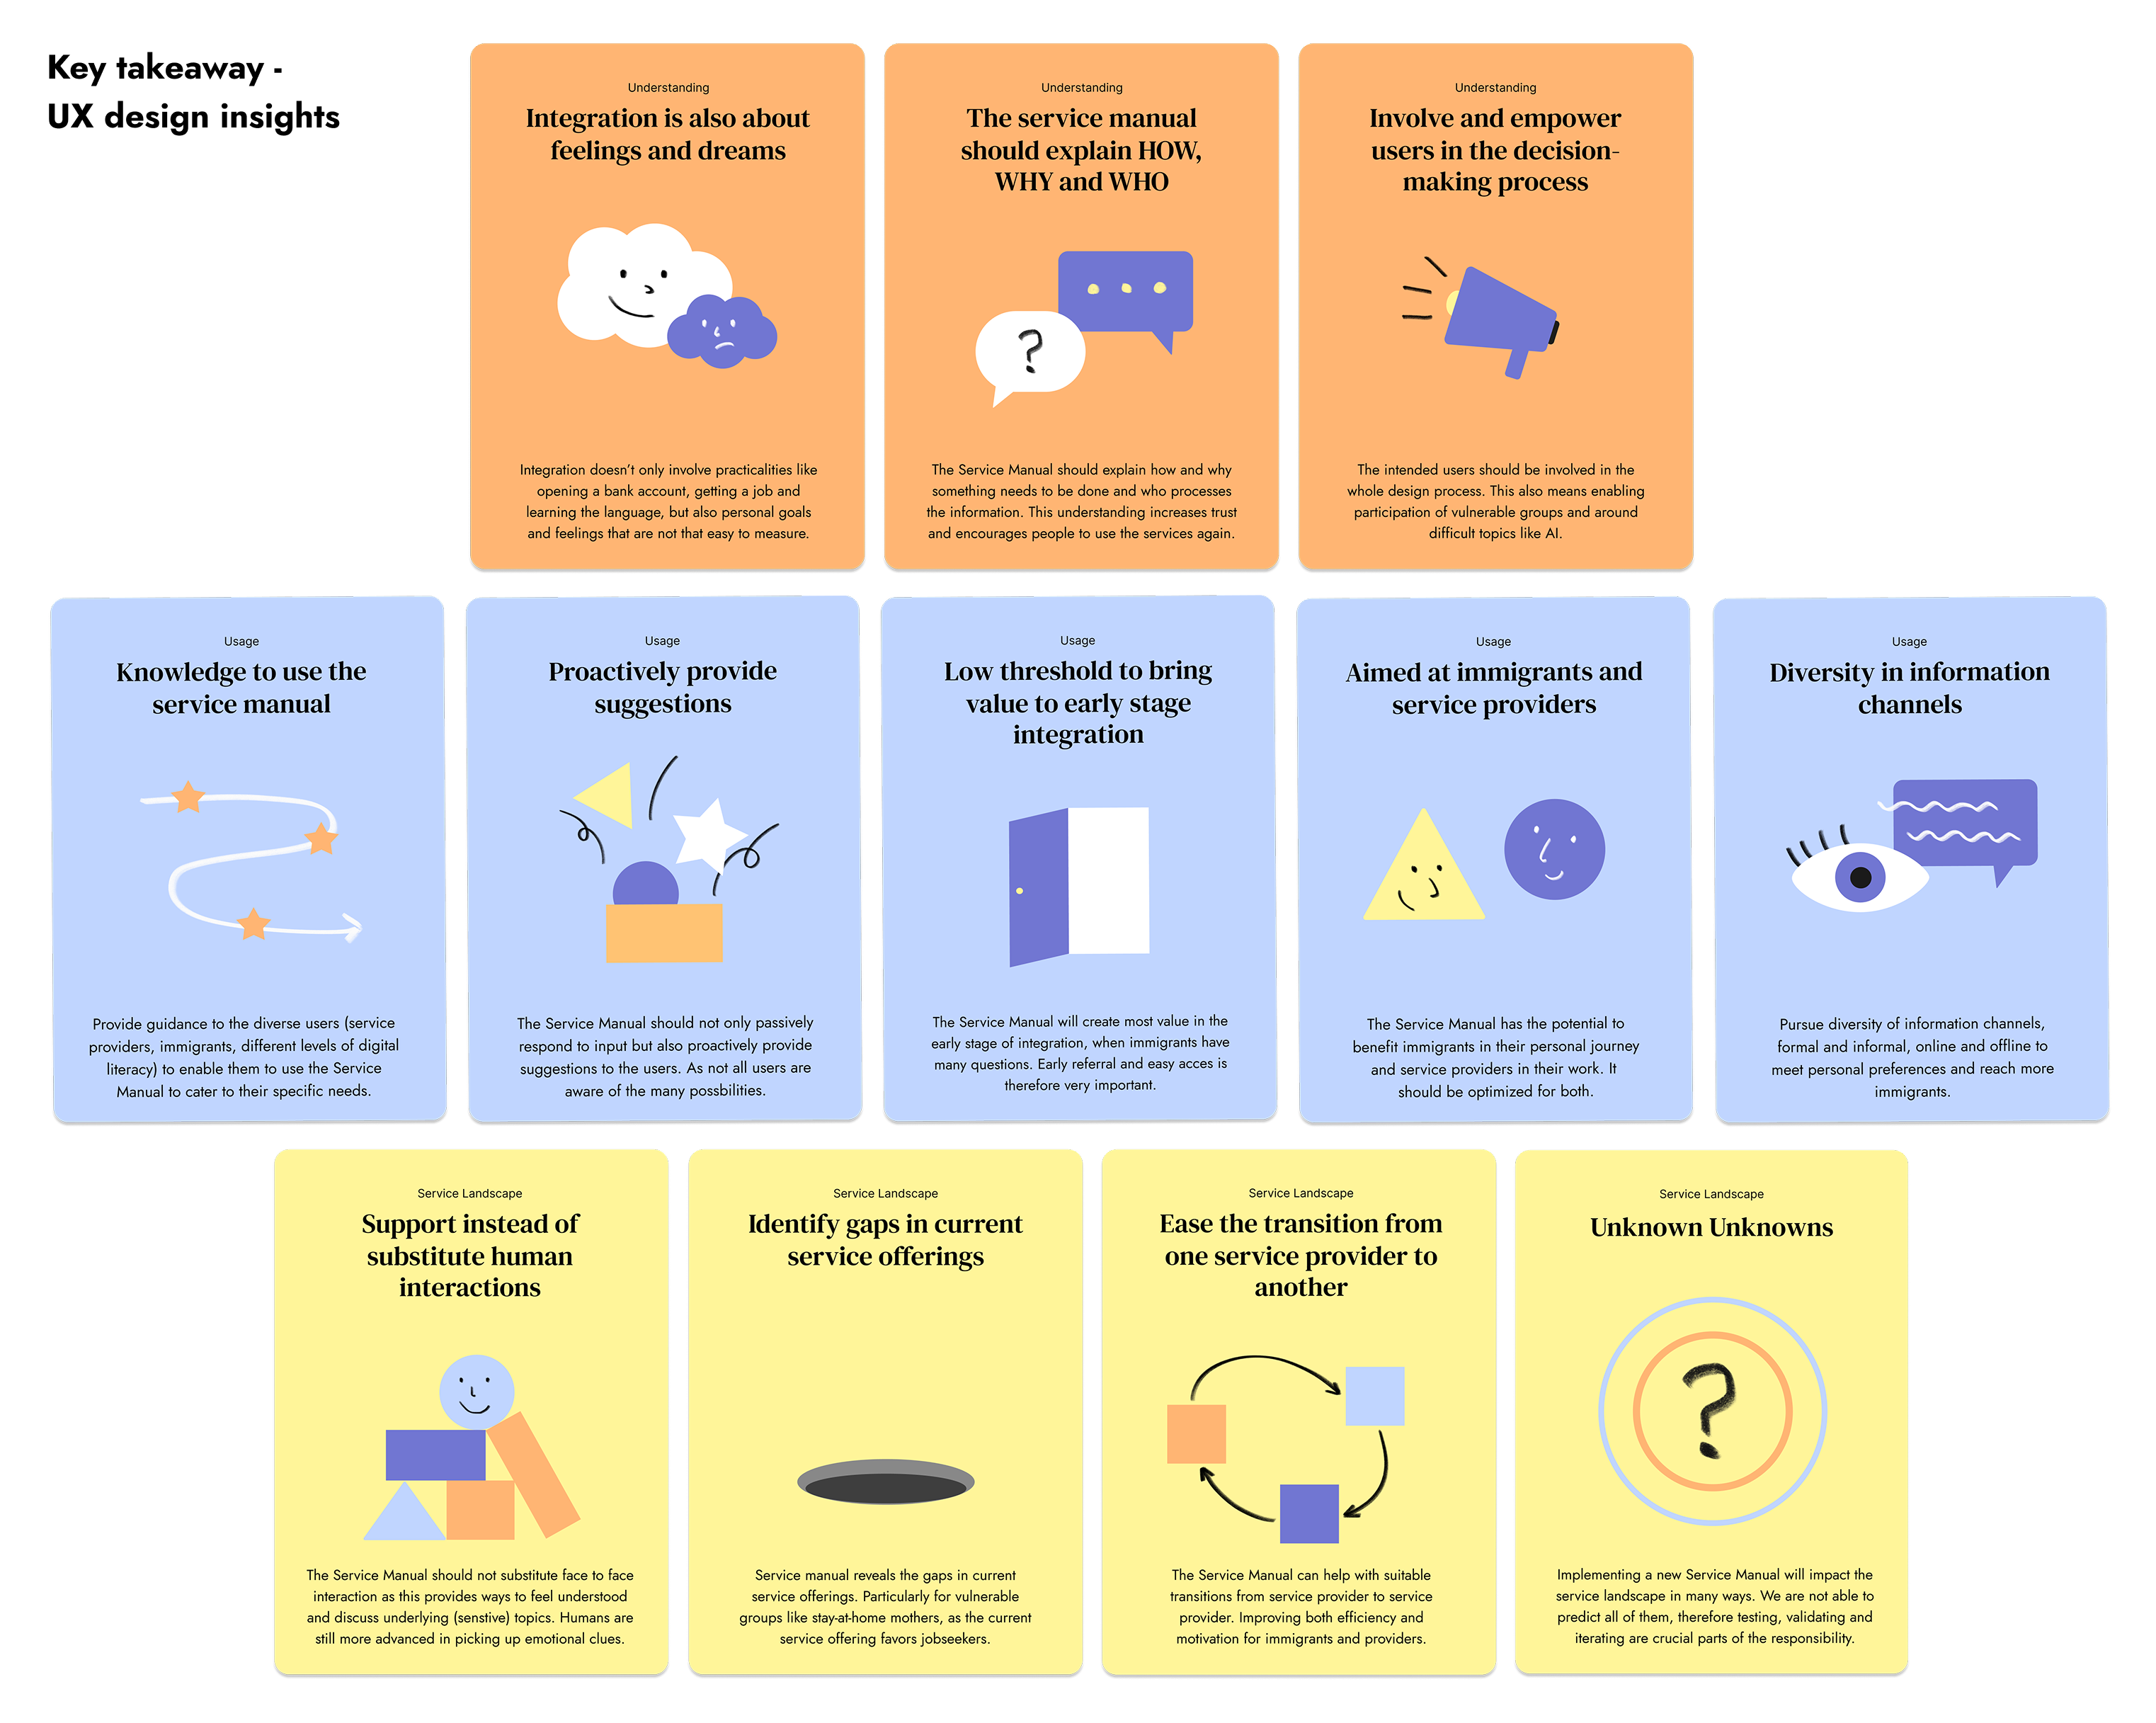 Key takeaway -
UX design insights
Understanding
Integration is also about
feelings and dreams
Integration doesn't only involve practicalities like
opening a bank account, getting a job and
learning the language, but also personal goals
and feelings that are not that easy to measure.
Understanding
The service manual
should explain HOW,
WHY and WHO
?
The Service Manual should explain how and why
something needs to be done and who processes
the information. This understanding increases trust
and encourages people to use the services again.
Understanding
Involve and empower
users in the decision-
making process
The intended users should be involved in the
whole design process. This also means enabling
participation of vulnerable groups and around
difficult topics like AI.
Usage
Knowledge to use the
service manual
Provide guidance to the diverse users (service
providers, immigrants, different levels of digital
literacy) to enable them to use the Service
Manual to cater to their specific needs.
Usage
Proactively provide
suggestions
The Service Manual should not only passively
respond to input but also proactively provide
suggestions to the users. As not all users are
aware of the many possbilities.
Usage
Low threshold to bring
value to early stage
integration
The Service Manual will create most value in the
early stage of integration, when immigrants have
many questions. Early referral and easy acces is
therefore very important.
Usage
Aimed at immigrants and
service providers
The Service Manual has the potential to
benefit immigrants in their personal journey
and service providers in their work. It
should be optimized for both.
Usage
Diversity in information
channels
Pursue diversity of information channels,
formal and informal, online and offline to
meet personal preferences and reach more
immigrants.
Service Landscape
Support instead of
substitute human
interactions
The Service Manual should not substitute face to face
interaction as this provides ways to feel understood
and discuss underlying (senstive) topics. Humans are
still more advanced in picking up emotional clues.
Service Landscape
Identify gaps in current
service offerings
Service manual reveals the gaps in current
service offerings. Particularly for vulnerable
groups like stay-at-home mothers, as the current
service offering favors jobseekers.
Service Landscape
Ease the transition from
one service provider to
another
The Service Manual can help with suitable
transitions from service provider to service
provider. Improving both efficiency and
motivation for immigrants and providers.
Service Landscape
Unknown Unknowns
?
Implementing a new Service Manual will impact the
service landscape in many ways. We are not able to
predict all of them, therefore testing, validating and
iterating are crucial parts of the responsibility.